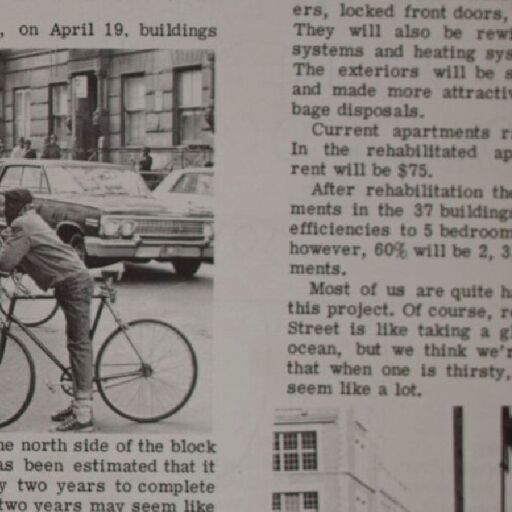 , on April 19, buildings
he north side of the block
as been estimated that it
y two years to complete
two years may seem like
ers, locked front doors,
They will also be rewi
systems and heating sys
The exteriors will be s
and made more attractiv
bage disposals.
Current apartments r
In the rehabilitated ap
rent will be $75.
After rehabilitation the
ments in the 37 buildings
efficiencies to 5 bedroom
however, 60% will be 2, 3
ments.
Most of us are quite h
this project. Of course, r
Street is like taking a gl
ocean, but we think we'r
that when one is thirsty,
seem like a lot.